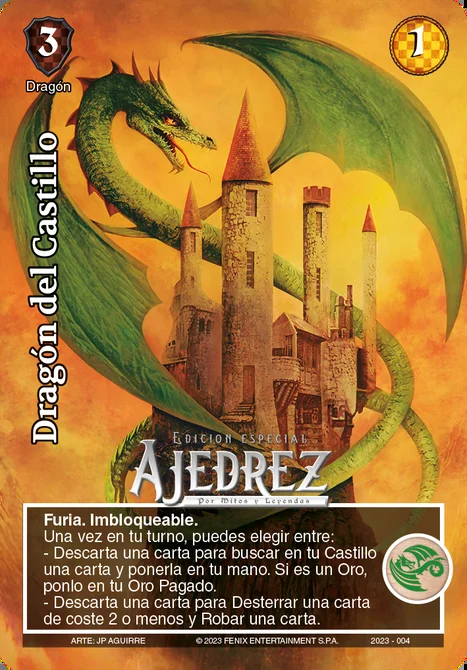 3
1
Dragón
Dragón del Castillo
EDICION ESPECIAL
AJEDREZ
Por Mitos y Leyendas
Furia. Imbloqueable.
Una vez en tu turno, puedes elegir entre:
- Descarta una carta para buscar en tu Castillo
una carta y ponerla en tu mano. Si es un Oro,
ponlo en tu Oro Pagado.
- Descarta una carta para Desterrar una carta
de coste 2 o menos y Robar una carta.
ARTE: JP AGUIRRE © 2023 FENIX ENTERTAINMENT S.P.A. 2023 - 004